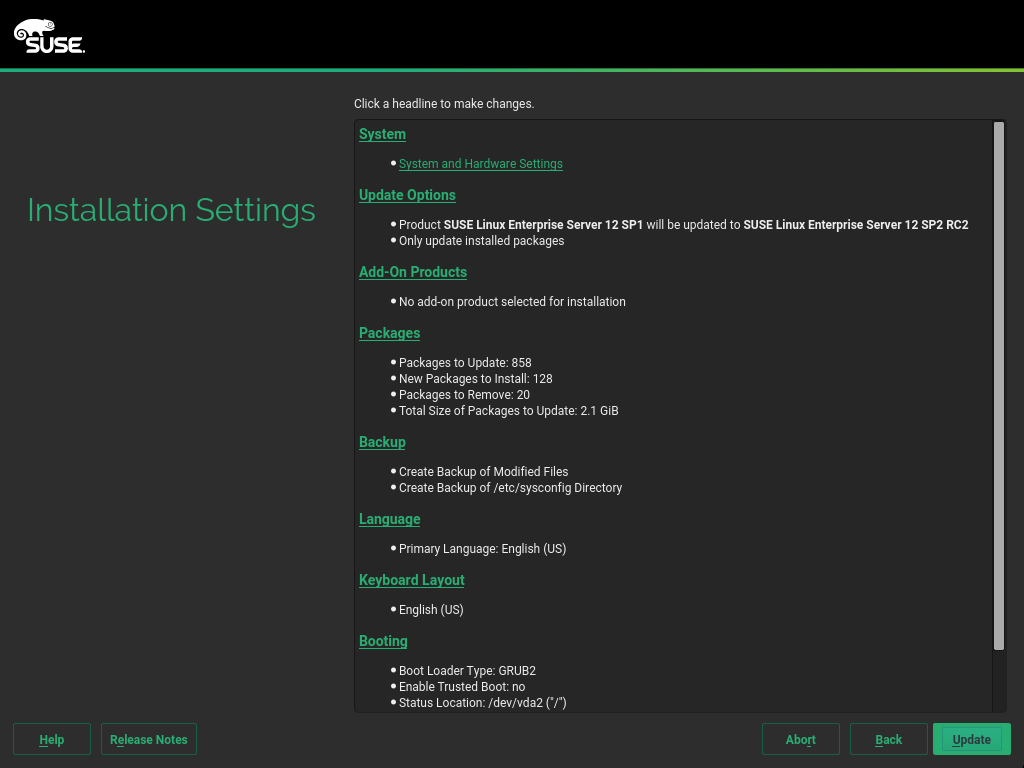 SUSE.
Click a headline to make changes.
Installation Settings
System
System and Hardware Settings
Update Options
Product SUSE Linux Enterprise Server 12 SP1 will be updated to SUSE Linux Enterprise Server 12 SP2 RC2
Only update installed packages
Add-On Products
No add-on product selected for installation
Packages
Packages to Update: 858
New Packages to Install: 128
Packages to Remove: 20
Total Size of Packages to Update: 2.1 GiB
Backup
Create Backup of Modified Files
Create Backup of /etc/sysconfig Directory
Language
Primary Language: English (US)
Keyboard Layout
English (US)
Booting
Boot Loader Type: GRUB2
Enable Trusted Boot: no
Status Location: /dev/vda2 ("/")
Help Release Notes Abort Back Update